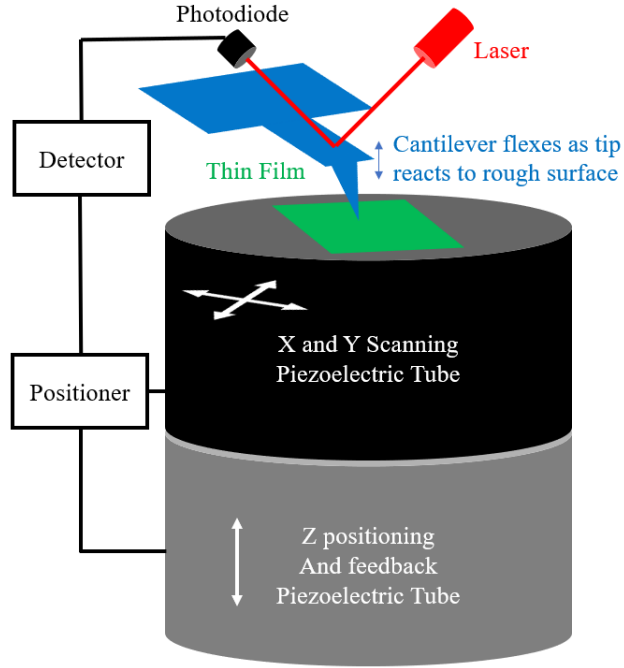 Photodiode
Laser
Detector
Thin Film
Cantilever flexes as tip
reacts to rough surface
X and Y Scanning
Piezoelectric Tube
Positioner
Z positioning
And feedback
Piezoelectric Tube